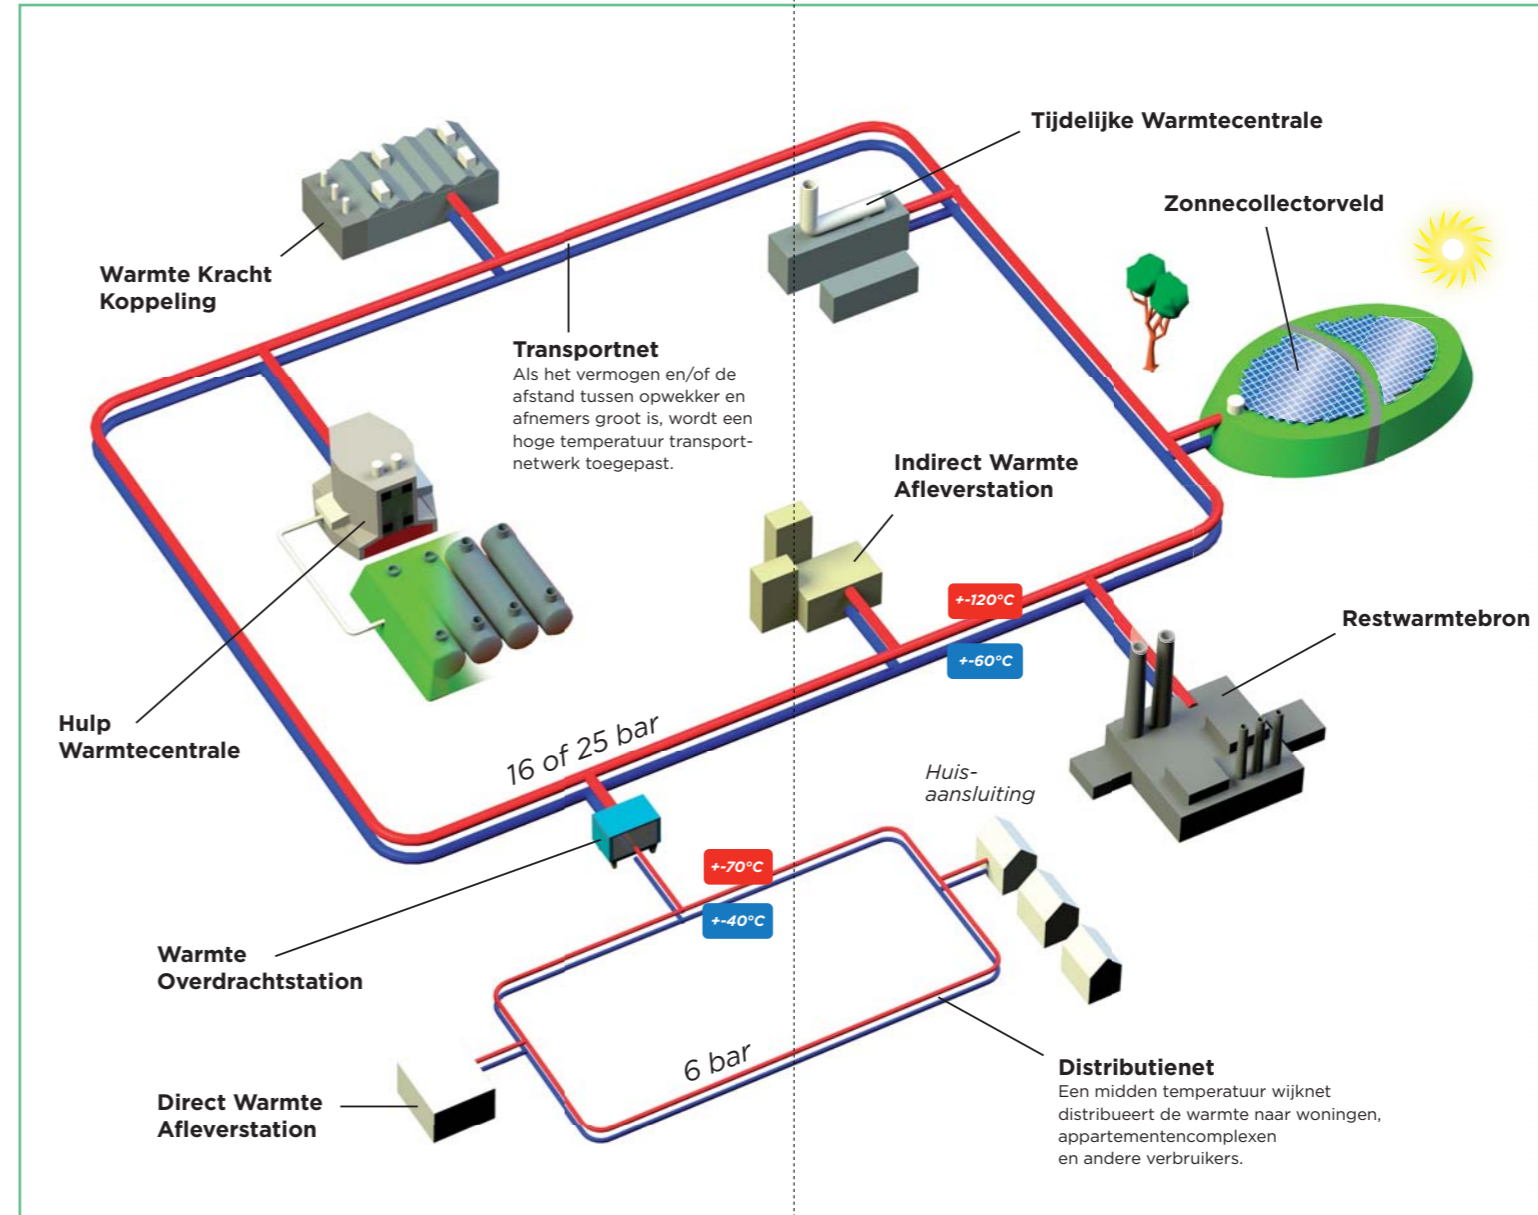 Tijdelijke Warmtecentrale
Zonnecollectorveld
Warmte Kracht
Koppeling
Transportnet
Als het vermogen en/of de
afstand tussen opwekker en
afnemers groot is, wordt een
hoge temperatuur transport-
netwerk toegepast.
Indirect Warmte
Afleverstation
+-120°C
+-60°C
Restwarmtebron
Hulp
Warmtecentrale
16 of 25 bar
Huis-
aansluiting
+-70°C
+-40°C
Warmte
Overdrachtstation
6 bar
Distributienet
Een midden temperatuur wijknet
distribueert de warmte naar woningen,
appartementencomplexen
en andere verbruikers.
Direct Warmte
Afleverstation